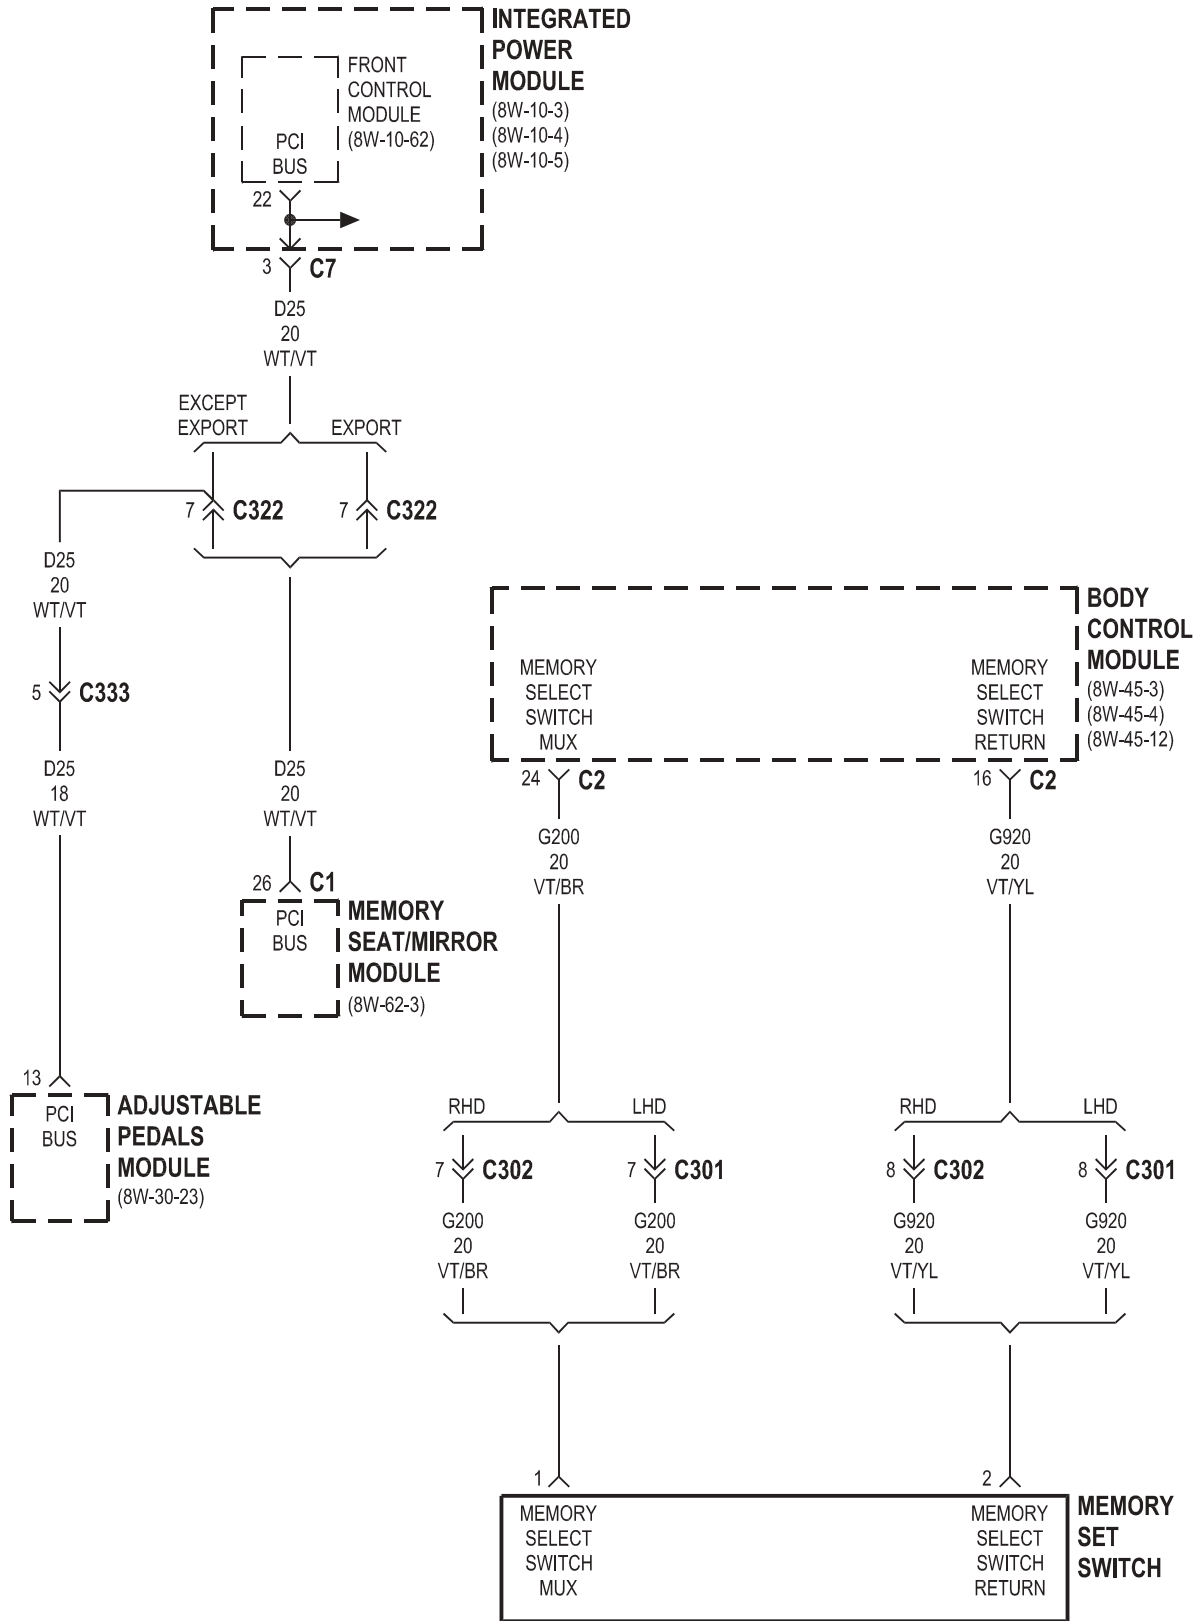 INTEGRATED
POWER
MODULE
(8W-10-3)
(8W-10-4)
(8W-10-5)
FRONT
CONTROL
MODULE
(8W-10-62)
PCI
BUS
22
3 C7
D25
20
WT/VT
EXCEPT
EXPORT
EXPORT
7 C322
7 C322
D25
20
WT/VT
5 C333
D25
18
WT/VT
D25
20
WT/VT
26 C1
PCI
BUS
MEMORY
SEAT/MIRROR
MODULE
(8W-62-3)
13
PCI
BUS
ADJUSTABLE
PEDALS
MODULE
(8W-30-23)
BODY
CONTROL
MODULE
(8W-45-3)
(8W-45-4)
(8W-45-12)
MEMORY
SELECT
SWITCH
MUX
MEMORY
SELECT
SWITCH
RETURN
24 C2
16 C2
G200
20
VT/BR
G920
20
VT/YL
RHD
LHD
RHD
LHD
7 C302
7 C301
8 C302
8 C301
G200
20
VT/BR
G200
20
VT/BR
G920
20
VT/YL
G920
20
VT/YL
1
2
MEMORY
SELECT
SWITCH
MUX
MEMORY
SELECT
SWITCH
RETURN
MEMORY
SET
SWITCH